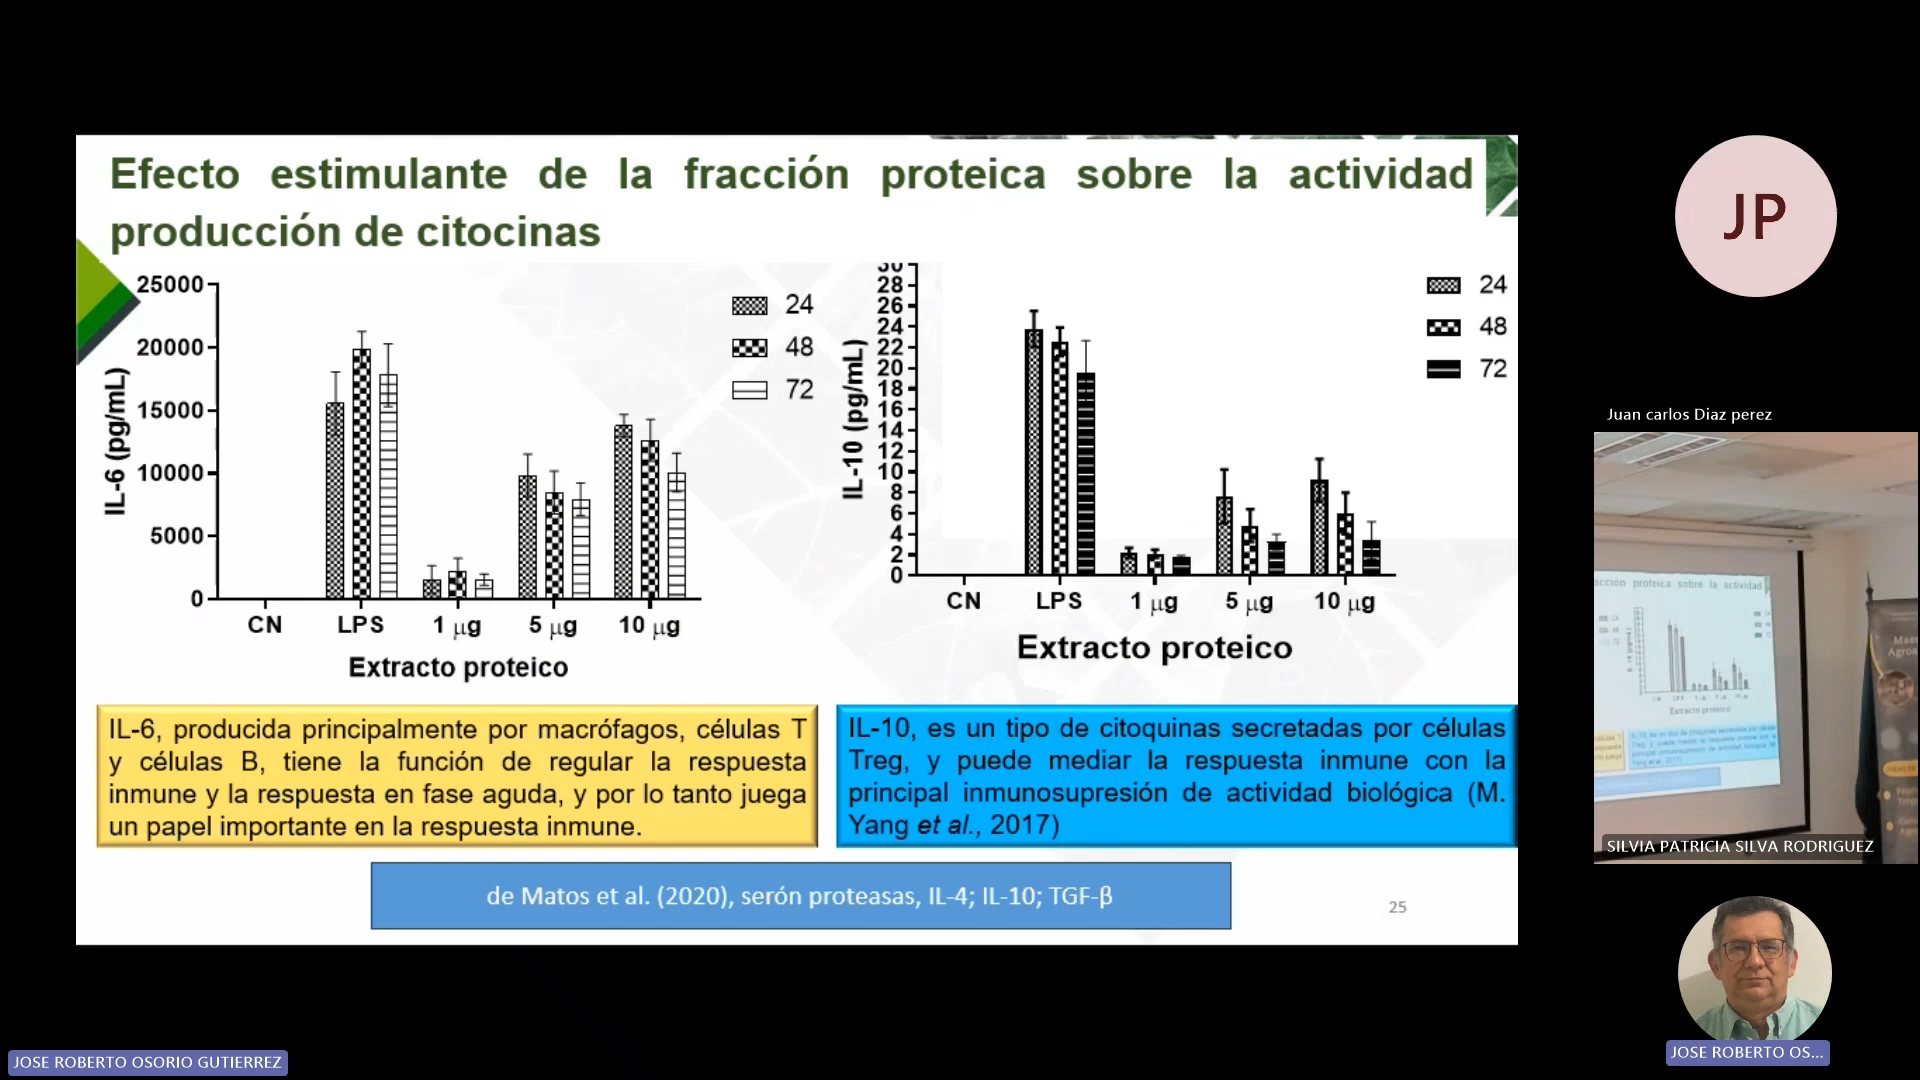 Efecto estimulante de la fracción proteica sobre la actividad
producción de citocinas
25000
20000
15000
10000
5000
0
IL-6 (pg/mL)
24
48
72
CN LPS 1 μg 5 μg 10 μg
Extracto proteico
30
28
26
24
22
20
18
16
14
12
10
8
6
4
2
0
IL-10 (pg/mL)
24
48
72
CN LPS 1 μg 5 μg 10 μg
Extracto proteico
IL-6, producida principalmente por macrófagos, células T
y células B, tiene la función de regular la respuesta
inmune y la respuesta en fase aguda, y por lo tanto juega
un papel importante en la respuesta inmune.
IL-10, es un tipo de citoquinas secretadas por células
Treg, y puede mediar la respuesta inmune con la
principal inmunosupresión de actividad biológica (M.
Yang et al., 2017)
de Matos et al. (2020), serón proteasas, IL-4; IL-10; TGF-β
25
JP
Juan carlos Diaz perez
sobre la actividad
Extracto proteico
SILVIA PATRICIA SILVA RODRIGUEZ
JOSE ROBERTO OS...
JOSE ROBERTO OSORIO GUTIERREZ